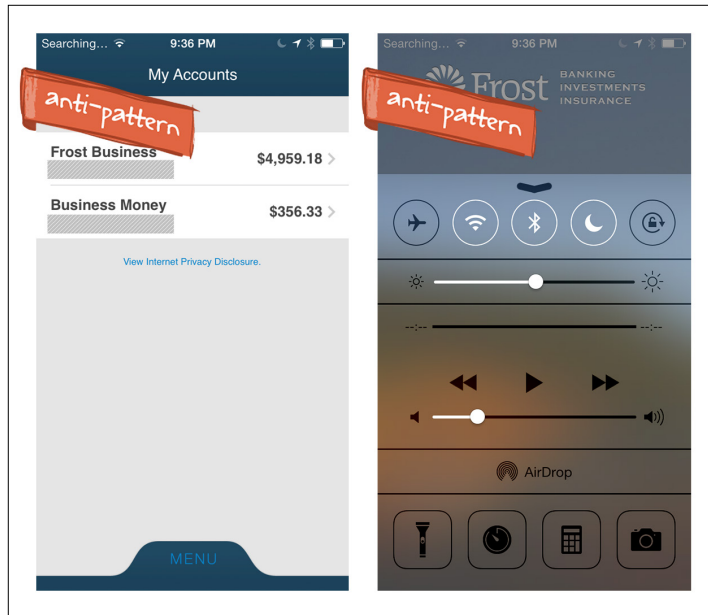 Searching... 9:36 PM
My Accounts
anti-pattern
Frost Business
$4,959.18
Business Money
$356.33
View Internet Privacy Disclosure.
MENU
Searching... 9:36 PM
Frost
BANKING
INVESTMENTS
INSURANCE
anti-pattern
--:-- --:--
AirDrop